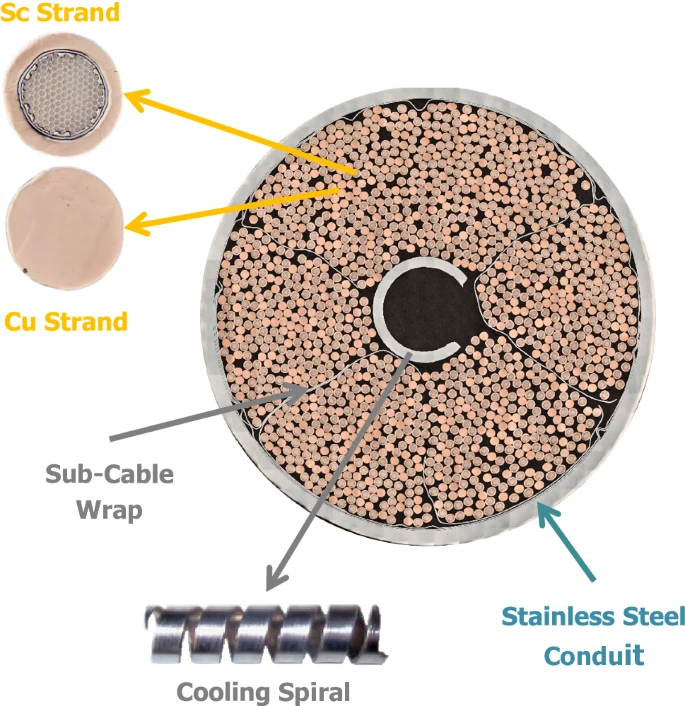 Sc Strand
Cu Strand
Sub-Cable
Wrap
Cooling Spiral
Stainless Steel
Conduit